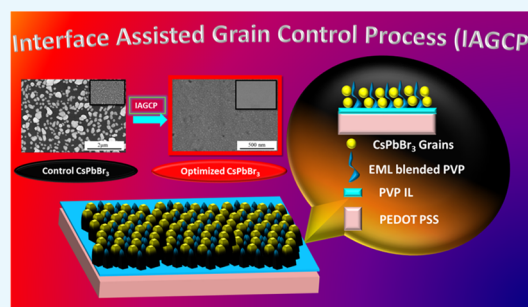 Interface Assisted Grain Control Process (IAGCP
IAGCP
2μm
500 nm
Control CsPbBr₃
Optimized CsPbBr₃
CsPbBr₃ Grains
EML blended PVP
PVP IL
PEDOT PSS